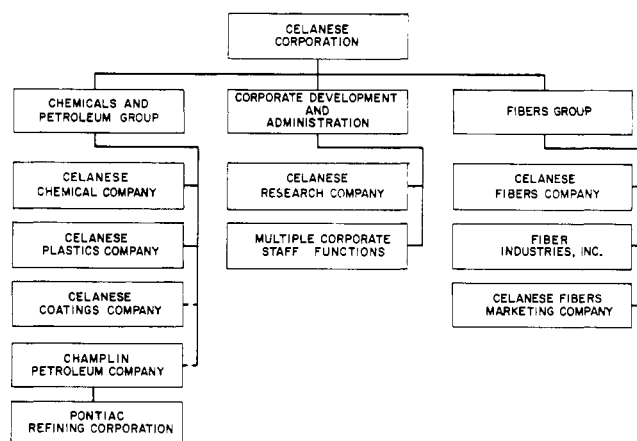 CELANESE
CORPORATION
CHEMICALS AND
PETROLEUM GROUP
CORPORATE DEVELOPMENT
AND
ADMINISTRATION
FIBERS GROUP
CELANESE
CHEMICAL COMPANY
CELANESE
RESEARCH COMPANY
CELANESE
FIBERS COMPANY
CELANESE
PLASTICS COMPANY
MULTIPLE CORPORATE
STAFF FUNCTIONS
FIBER
INDUSTRIES, INC.
CELANESE
COATINGS COMPANY
CELANESE FIBERS
MARKETING COMPANY
CHAMPLIN
PETROLEUM COMPANY
PONTIAC
REFINING CORPORATION